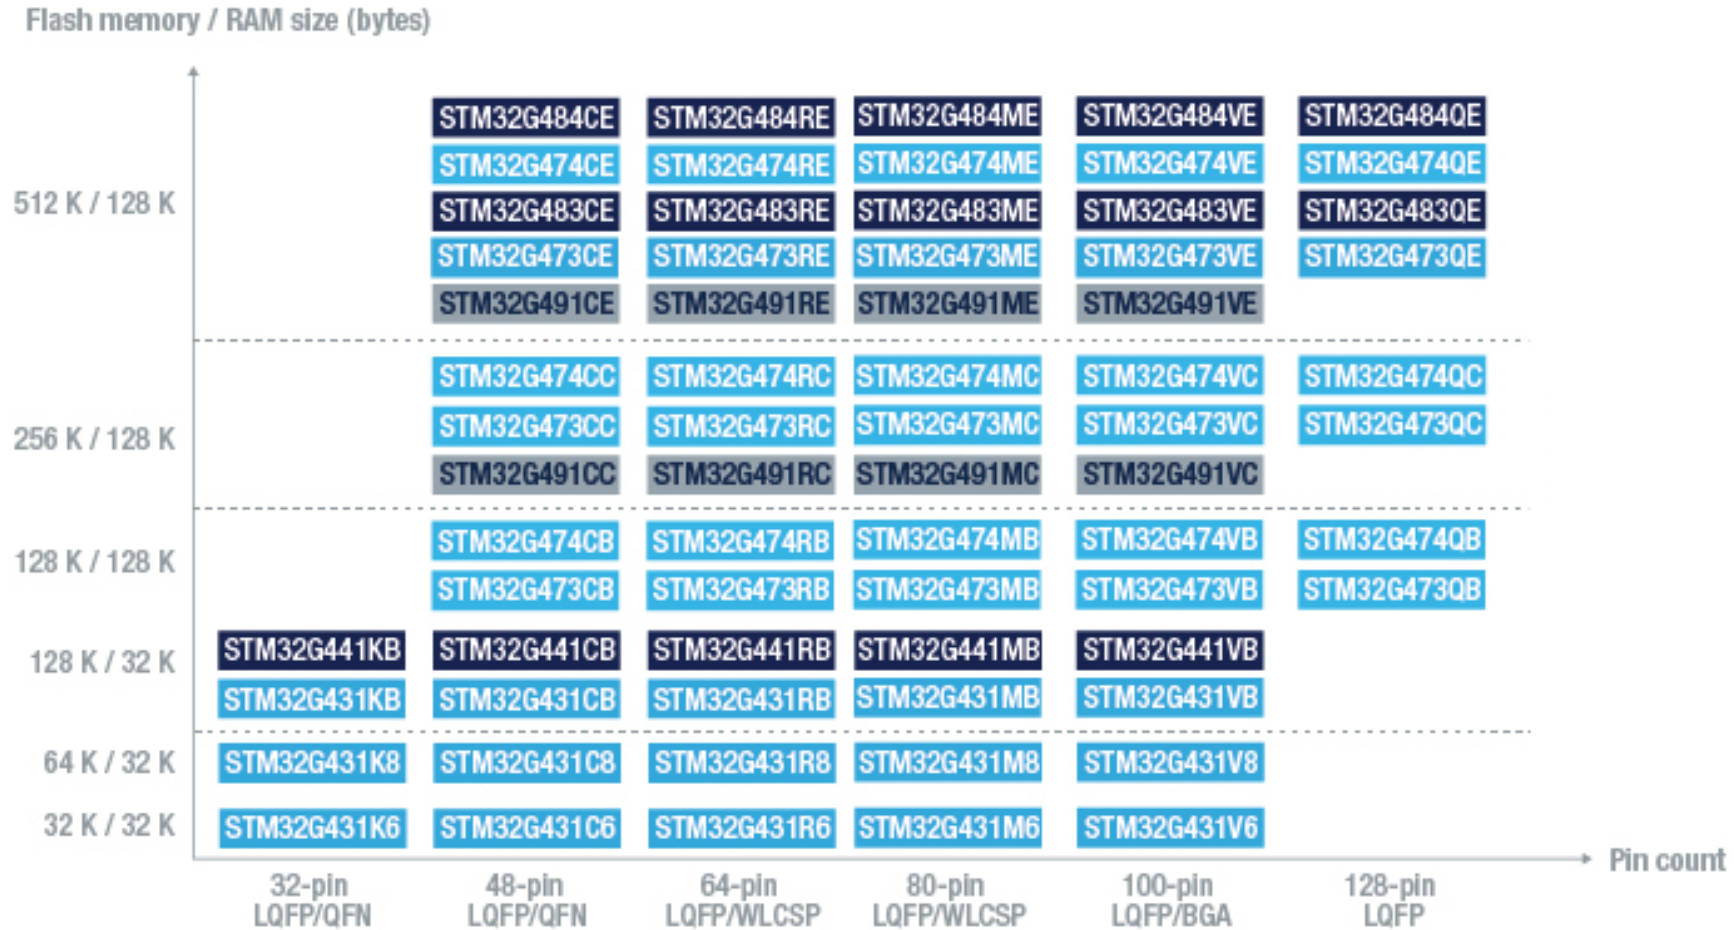 Flash memory / RAM size (bytes)
STM32G484CE STM32G484RE STM32G484ME STM32G484VE STM32G484QE
STM32G474CE STM32G474RE STM32G474ME STM32G474VE STM32G474QE
512 K / 128 K STM32G483CE STM32G483RE STM32G483ME STM32G483VE STM32G483QE
STM32G473CE STM32G473RE STM32G473ME STM32G473VE STM32G473QE
STM32G491CE STM32G491RE STM32G491ME STM32G491VE
STM32G474CC STM32G474RC STM32G474MC STM32G474VC STM32G474QC
256 K / 128 K STM32G473CC STM32G473RC STM32G473MC STM32G473VC STM32G473QC
STM32G491CC STM32G491RC STM32G491MC STM32G491VC
128 K / 128 K STM32G474CB STM32G474RB STM32G474MB STM32G474VB STM32G474QB
STM32G473CB STM32G473RB STM32G473MB STM32G473VB STM32G473QB
128 K / 32 K STM32G441KB STM32G441CB STM32G441RB STM32G441MB STM32G441VB
STM32G431KB STM32G431CB STM32G431RB STM32G431MB STM32G431VB
64 K / 32 K STM32G431K8 STM32G431C8 STM32G431R8 STM32G431M8 STM32G431V8
32 K / 32 K STM32G431K6 STM32G431C6 STM32G431R6 STM32G431M6 STM32G431V6
Pin count
32-pin 48-pin 64-pin 80-pin 100-pin 128-pin
LQFP/QFN LQFP/QFN LQFP/WLCSP LQFP/WLCSP LQFP/BGA LQFP